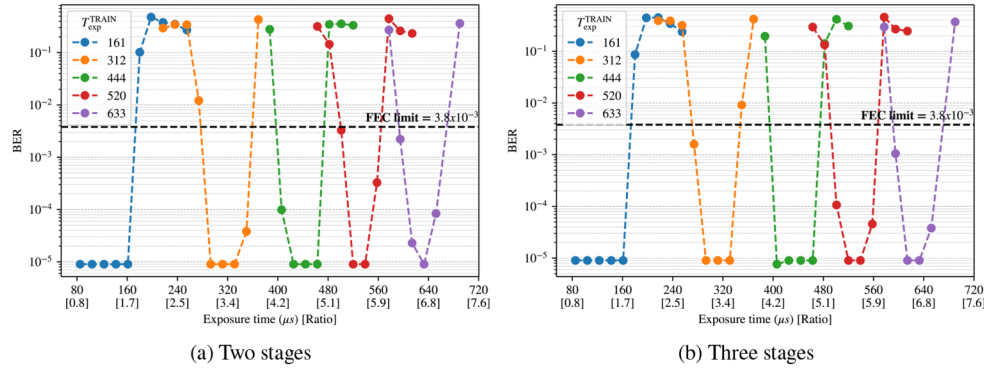 T_exp^TRAIN
161
312
444
520
633
FEC limit = 3.8x10⁻³
BER
10⁻¹
10⁻²
10⁻³
10⁻⁴
10⁻⁵
80 160 240 320 400 480 560 640 720
[0.8] [1.7] [2.5] [3.4] [4.2] [5.1] [5.9] [6.8] [7.6]
Exposure time (μs) [Ratio]
(a) Two stages
T_exp^TRAIN
161
312
444
520
633
FEC limit = 3.8x10⁻³
BER
10⁻¹
10⁻²
10⁻³
10⁻⁴
10⁻⁵
80 160 240 320 400 480 560 640 720
[0.8] [1.7] [2.5] [3.4] [4.2] [5.1] [5.9] [6.8] [7.6]
Exposure time (μs) [Ratio]
(b) Three stages